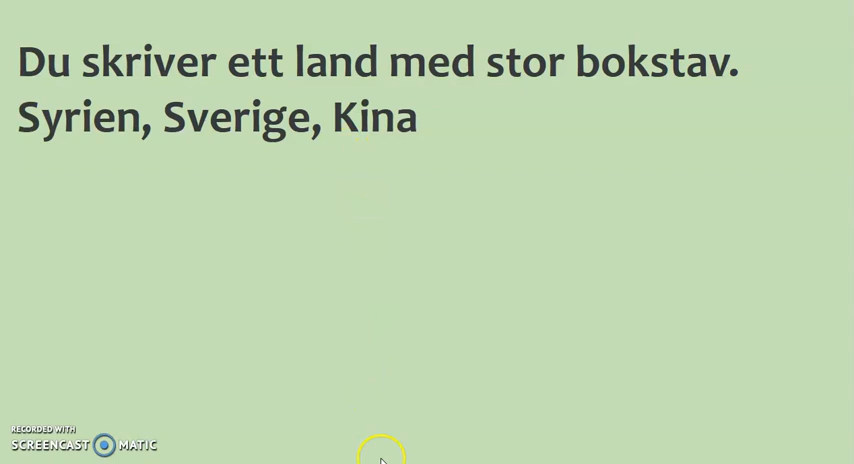 Du skriver ett land med stor bokstav.
Syrien, Sverige, Kina
RECORDED WITH
SCREENCAST MATIC